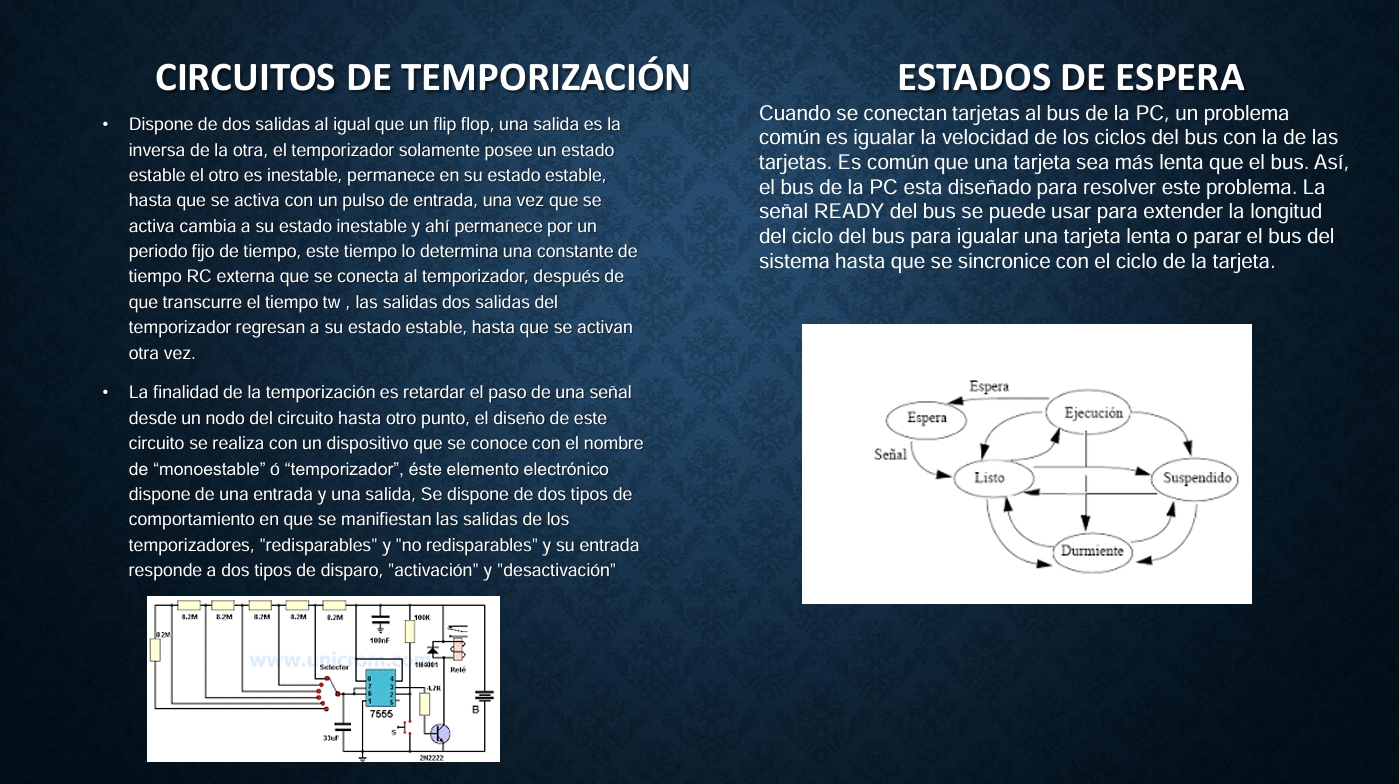 CIRCUITOS DE TEMPORIZACIÓN
• Dispone de dos salidas al igual que un flip flop, una salida es la
inversa de la otra, el temporizador solamente posee un estado
estable el otro es inestable, permanece en su estado estable,
hasta que se activa con un pulso de entrada, una vez que se
activa cambia a su estado inestable y ahí permanece por un
periodo fijo de tiempo, este tiempo lo determina una constante de
tiempo RC externa que se conecta al temporizador, después de
que transcurre el tiempo tw , las salidas dos salidas del
temporizador regresan a su estado estable, hasta que se activan
otra vez.
• La finalidad de la temporización es retardar el paso de una señal
desde un nodo del circuito hasta otro punto, el diseño de este
circuito se realiza con un dispositivo que se conoce con el nombre
de “monoestable” ó “temporizador”, éste elemento electrónico
dispone de una entrada y una salida, Se dispone de dos tipos de
comportamiento en que se manifiestan las salidas de los
temporizadores, "redisparables" y "no redisparables" y su entrada
responde a dos tipos de disparo, "activación" y "desactivación"
8.2M 8.2M 8.2M 8.2M 8.2M
100K
100nF
8.2M
Selector
1N4001
Relé
8 4
7 3
6 2
1 5
4.7K
7555
B
S
33uF
2N2222
ESTADOS DE ESPERA
Cuando se conectan tarjetas al bus de la PC, un problema
común es igualar la velocidad de los ciclos del bus con la de las
tarjetas. Es común que una tarjeta sea más lenta que el bus. Así,
el bus de la PC esta diseñado para resolver este problema. La
señal READY del bus se puede usar para extender la longitud
del ciclo del bus para igualar una tarjeta lenta o parar el bus del
sistema hasta que se sincronice con el ciclo de la tarjeta.
Espera
Espera
Ejecución
Señal
Listo
Suspendido
Durmiente